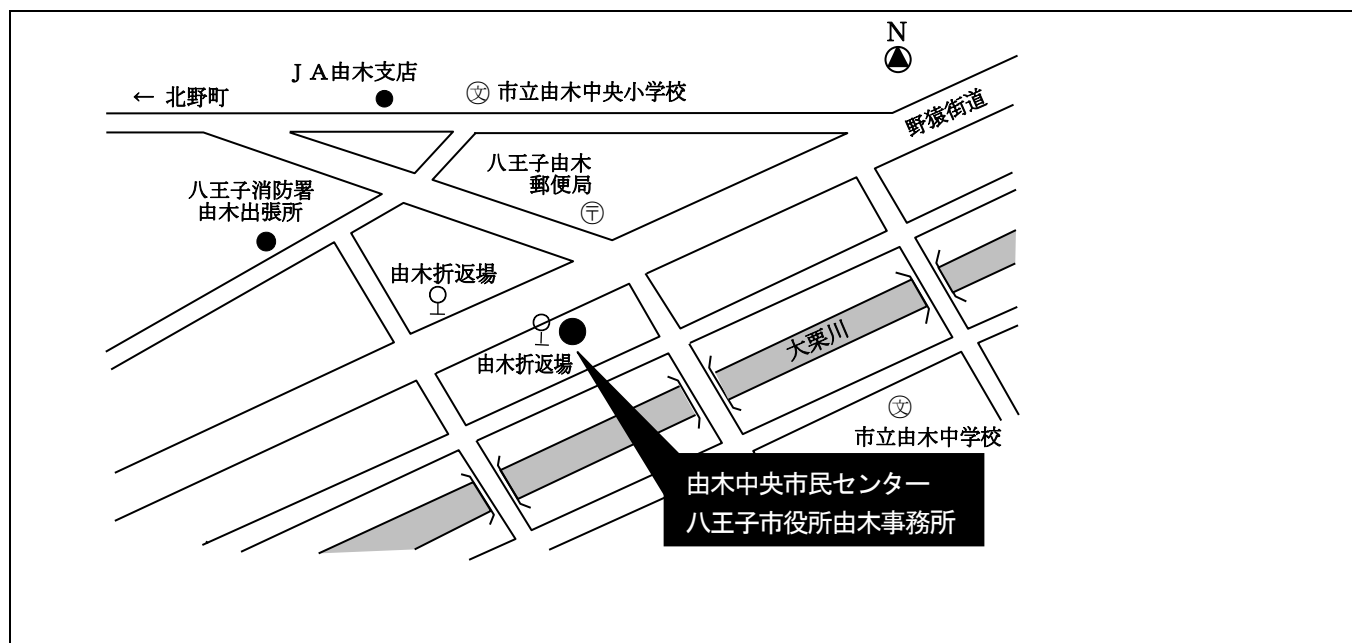 N
ＪＡ由木支店
← 北野町
文 市立由木中央小学校
野猿街道
八王子由木
郵便局
〒
八王子消防署
由木出張所
由木折返場
由木折返場
大栗川
文
市立由木中学校
由木中央市民センター
八王子市役所由木事務所